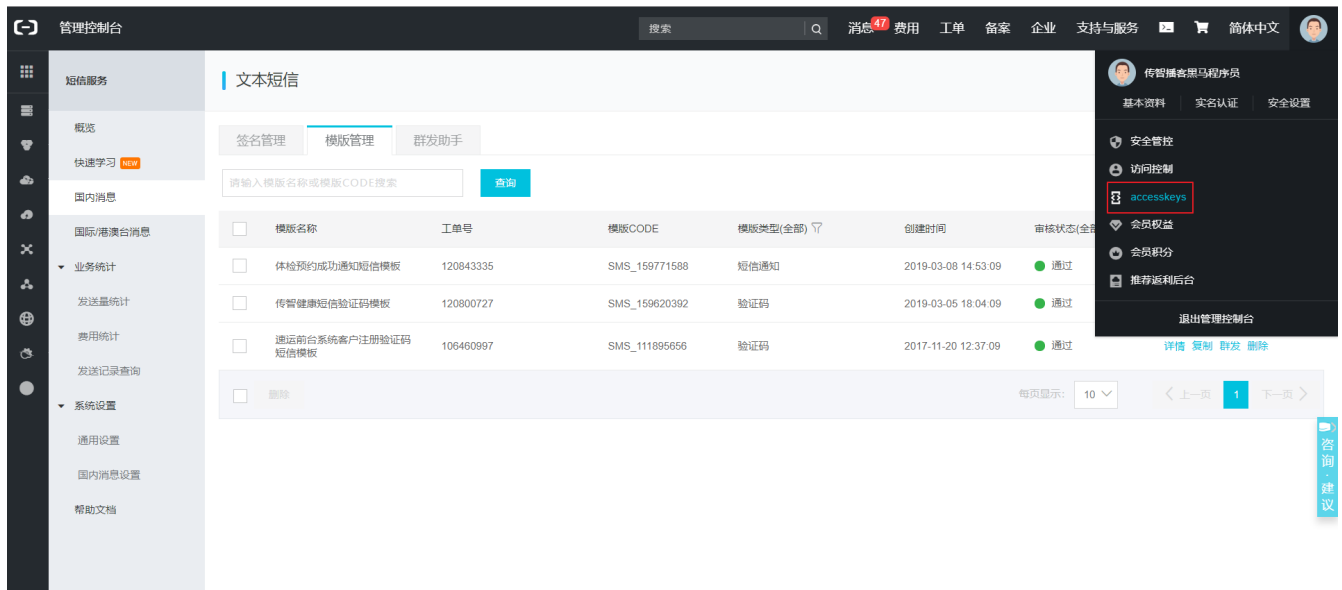 管理控制台
搜索
消息 47 费用 工单 备案 企业 支持与服务 简体中文
短信服务
概览
快速学习 NEW
国内消息
国际/港澳台消息
业务统计
发送量统计
费用统计
发送记录查询
系统设置
通用设置
国内消息设置
帮助文档
文本短信
签名管理 模版管理 群发助手
请输入模版名称或模版CODE搜索 查询
模版名称 工单号 模版CODE 模版类型(全部) 创建时间 审核状态(全部
体检预约成功通知短信模板 120843335 SMS_159771588 短信通知 2019-03-08 14:53:09 通过
传智健康短信验证码模板 120800727 SMS_159620392 验证码 2019-03-05 18:04:09 通过
速运前台系统客户注册验证码
短信模板 106460997 SMS_111895656 验证码 2017-11-20 12:37:09 通过 详情 复制 群发 删除
删除 每页显示: 10 上一页 1 下一页
传智播客黑马程序员
基本资料 实名认证 安全设置
安全管控
访问控制
accesskeys
会员权益
会员积分
推荐返利后台
退出管理控制台
咨询·建议